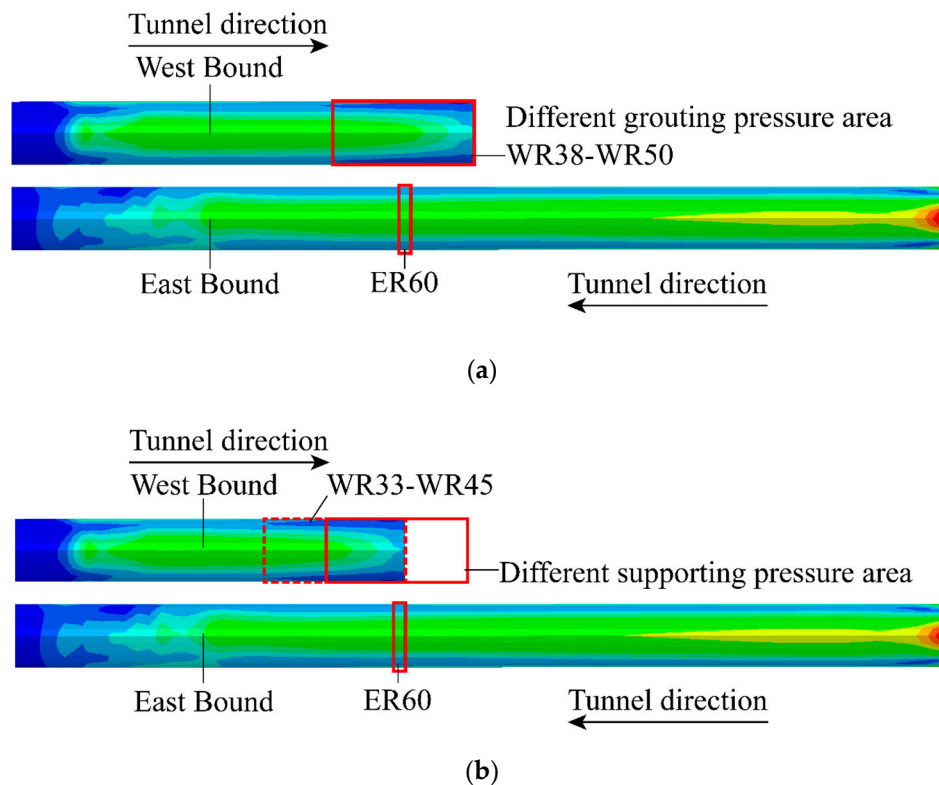 Tunnel direction
West Bound
Different grouting pressure area
WR38-WR50
East Bound
ER60
Tunnel direction
(a)
Tunnel direction
West Bound
WR33-WR45
Different supporting pressure area
East Bound
ER60
Tunnel direction
(b)